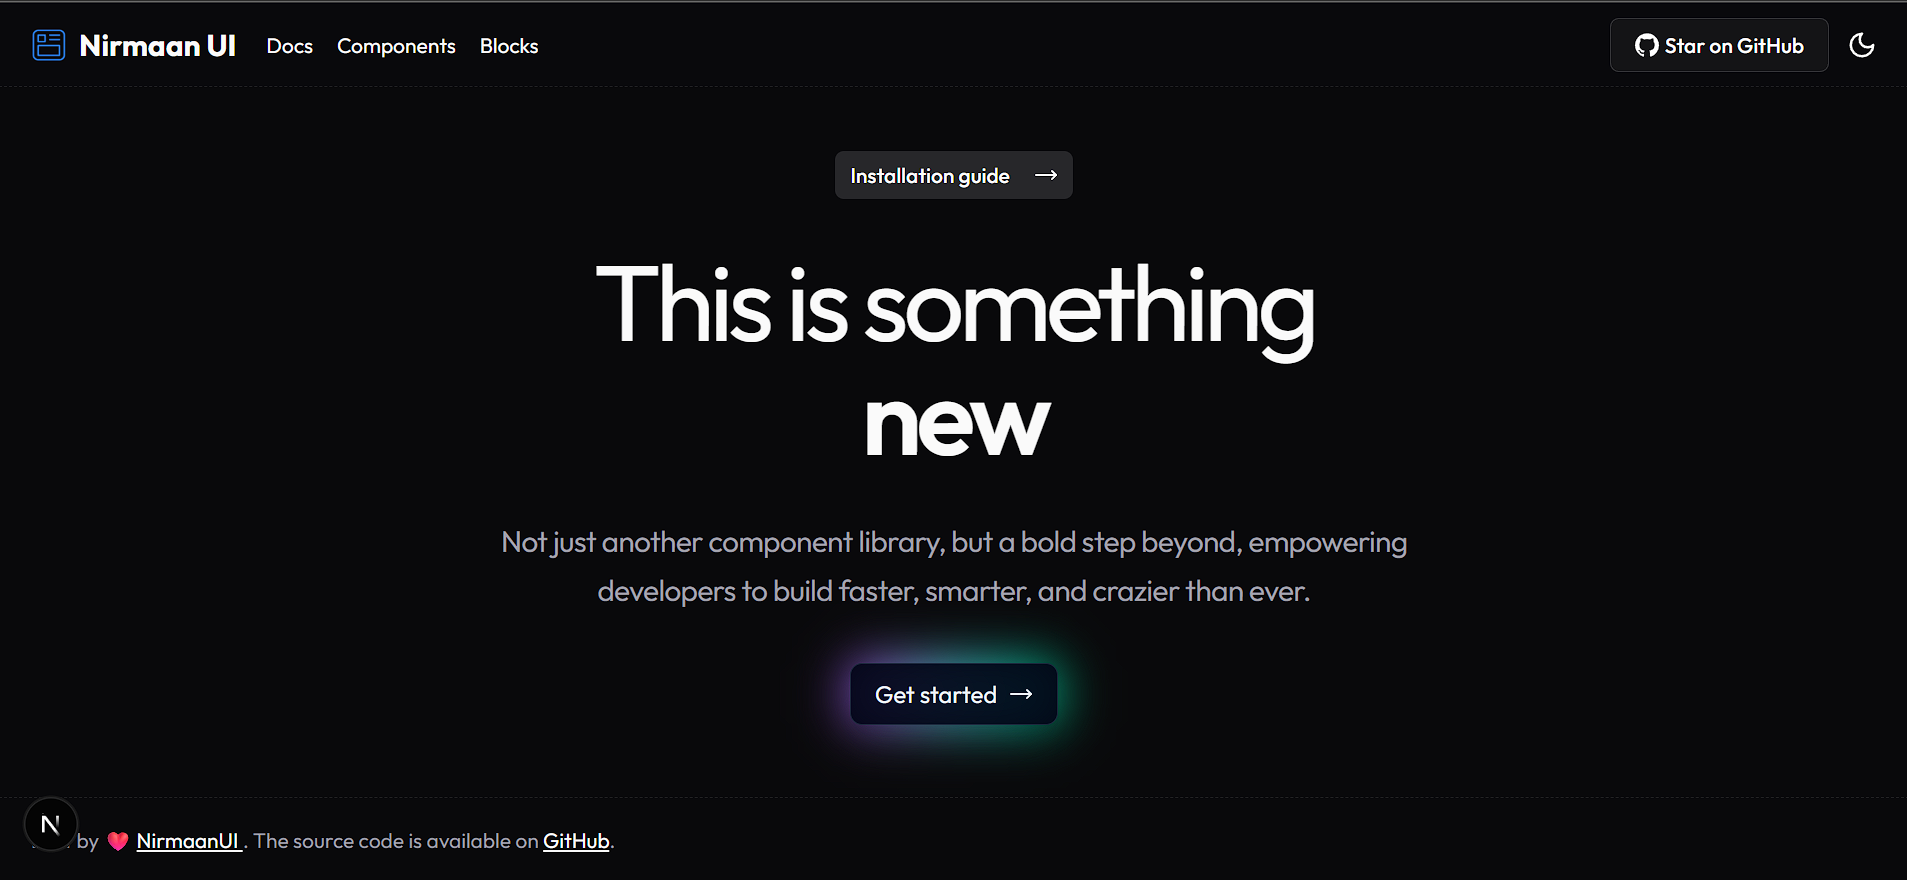 Nirmaan UI Docs Components Blocks Star on GitHub
Installation guide →
This is something
new
Not just another component library, but a bold step beyond, empowering
developers to build faster, smarter, and crazier than ever.
Get started →
N
by ❤️ NirmaanUI . The source code is available on GitHub.